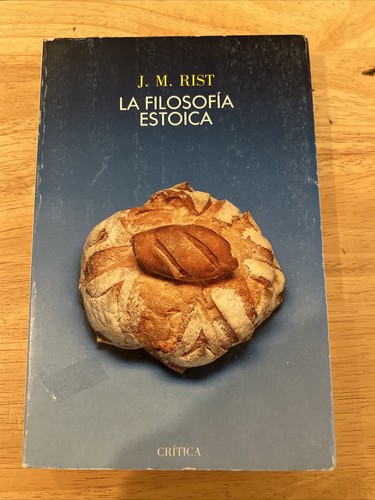 J. M. RIST
LA FILOSOFÍA
ESTOICA
CRÍTICA